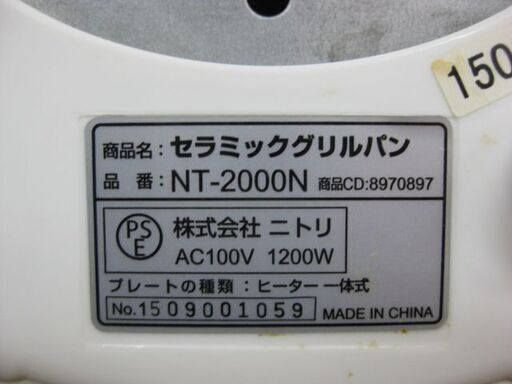 150
商品名：セラミックグリルパン
品 番：NT-2000N 商品CD:8970897
PS
E
株式会社 ニトリ
AC100V 1200W
プレートの種類：ヒーター一体式
No.1509001059 MADE IN CHINA